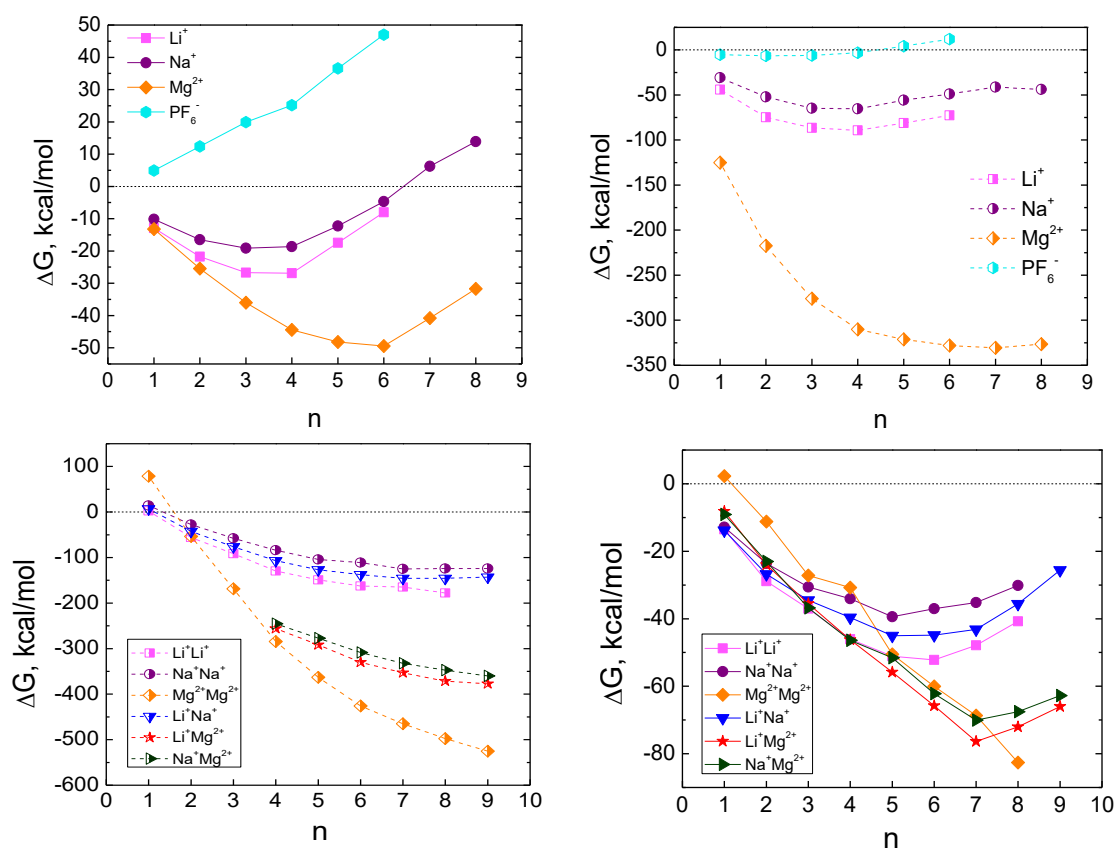 50
40
30
20
10
0
-10
-20
-30
-40
-50
ΔG, kcal/mol
Li⁺
Na⁺
Mg²⁺
PF₆⁻
0 1 2 3 4 5 6 7 8 9
n
0
-50
-100
-150
-200
-250
-300
-350
ΔG, kcal/mol
Li⁺
Na⁺
Mg²⁺
PF₆⁻
0 1 2 3 4 5 6 7 8 9
n
100
0
-100
-200
-300
-400
-500
-600
ΔG, kcal/mol
Li⁺Li⁺
Na⁺Na⁺
Mg²⁺Mg²⁺
Li⁺Na⁺
Li⁺Mg²⁺
Na⁺Mg²⁺
0 1 2 3 4 5 6 7 8 9 10
n
0
-20
-40
-60
-80
ΔG, kcal/mol
Li⁺Li⁺
Na⁺Na⁺
Mg²⁺Mg²⁺
Li⁺Na⁺
Li⁺Mg²⁺
Na⁺Mg²⁺
0 1 2 3 4 5 6 7 8 9 10
n